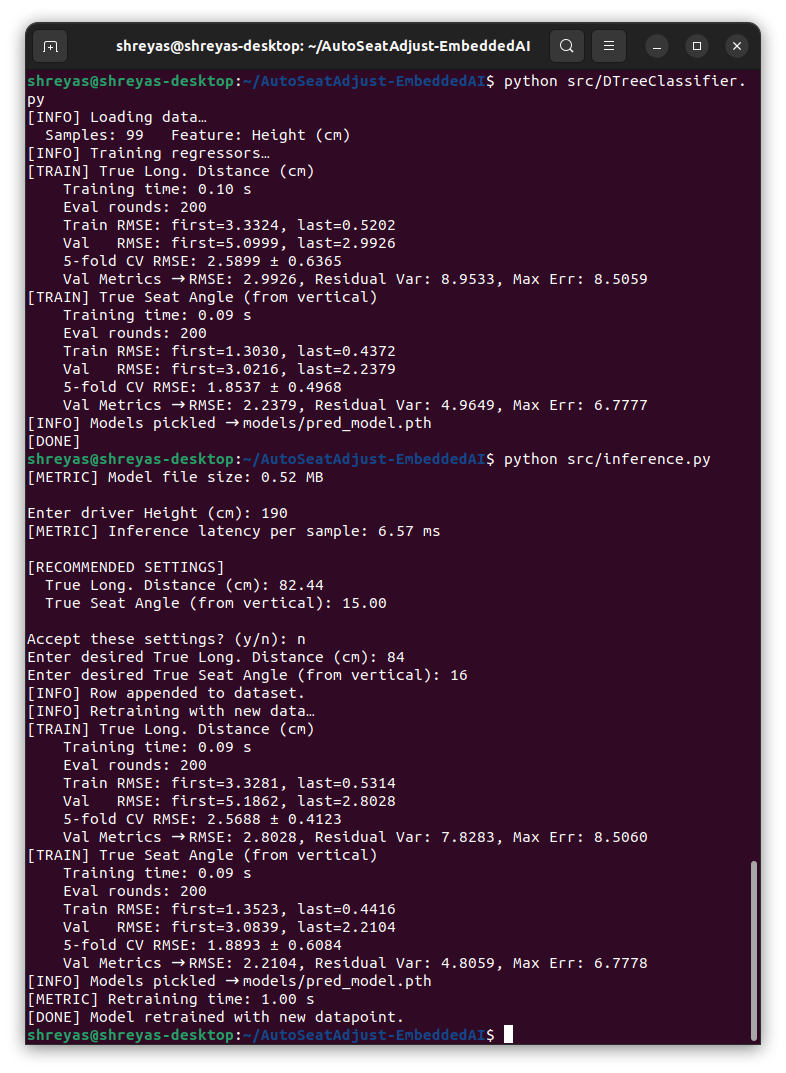 shreyas@shreyas-desktop: ~/AutoSeatAdjust-EmbeddedAI
shreyas@shreyas-desktop:~/AutoSeatAdjust-EmbeddedAI$ python src/DTreeClassifier.
py
[INFO] Loading data…
  Samples: 99   Feature: Height (cm)
[INFO] Training regressors…
[TRAIN] True Long. Distance (cm)
    Training time: 0.10 s
    Eval rounds: 200
    Train RMSE: first=3.3324, last=0.5202
    Val   RMSE: first=5.0999, last=2.9926
    5-fold CV RMSE: 2.5899 ± 0.6365
    Val Metrics →RMSE: 2.9926, Residual Var: 8.9533, Max Err: 8.5059
[TRAIN] True Seat Angle (from vertical)
    Training time: 0.09 s
    Eval rounds: 200
    Train RMSE: first=1.3030, last=0.4372
    Val   RMSE: first=3.0216, last=2.2379
    5-fold CV RMSE: 1.8537 ± 0.4968
    Val Metrics →RMSE: 2.2379, Residual Var: 4.9649, Max Err: 6.7777
[INFO] Models pickled →models/pred_model.pth
[DONE]
shreyas@shreyas-desktop:~/AutoSeatAdjust-EmbeddedAI$ python src/inference.py
[METRIC] Model file size: 0.52 MB

Enter driver Height (cm): 190
[METRIC] Inference latency per sample: 6.57 ms

[RECOMMENDED SETTINGS]
  True Long. Distance (cm): 82.44
  True Seat Angle (from vertical): 15.00

Accept these settings? (y/n): n
Enter desired True Long. Distance (cm): 84
Enter desired True Seat Angle (from vertical): 16
[INFO] Row appended to dataset.
[INFO] Retraining with new data…
[TRAIN] True Long. Distance (cm)
    Training time: 0.09 s
    Eval rounds: 200
    Train RMSE: first=3.3281, last=0.5314
    Val   RMSE: first=5.1862, last=2.8028
    5-fold CV RMSE: 2.5688 ± 0.4123
    Val Metrics →RMSE: 2.8028, Residual Var: 7.8283, Max Err: 8.5060
[TRAIN] True Seat Angle (from vertical)
    Training time: 0.09 s
    Eval rounds: 200
    Train RMSE: first=1.3523, last=0.4416
    Val   RMSE: first=3.0839, last=2.2104
    5-fold CV RMSE: 1.8893 ± 0.6084
    Val Metrics →RMSE: 2.2104, Residual Var: 4.8059, Max Err: 6.7778
[INFO] Models pickled →models/pred_model.pth
[METRIC] Retraining time: 1.00 s
[DONE] Model retrained with new datapoint.
shreyas@shreyas-desktop:~/AutoSeatAdjust-EmbeddedAI$